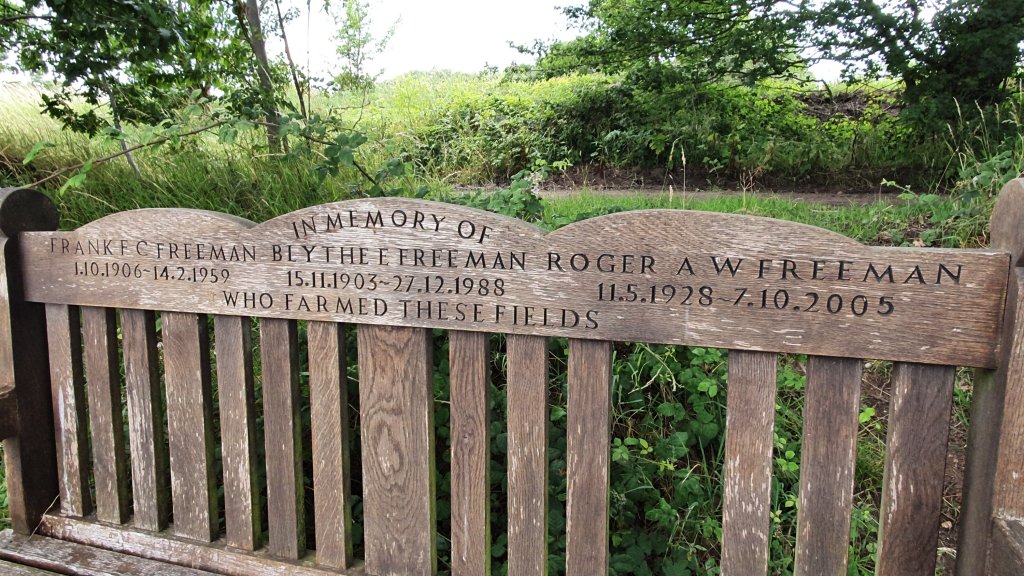 IN MEMORY OF
FRANK F C FREEMAN BLYTHE E FREEMAN ROGER A W FREEMAN
1.10.1906~14.2.1959 15.11.1903~27.12.1988 11.5.1928~7.10.2005
WHO FARMED THESE FIELDS